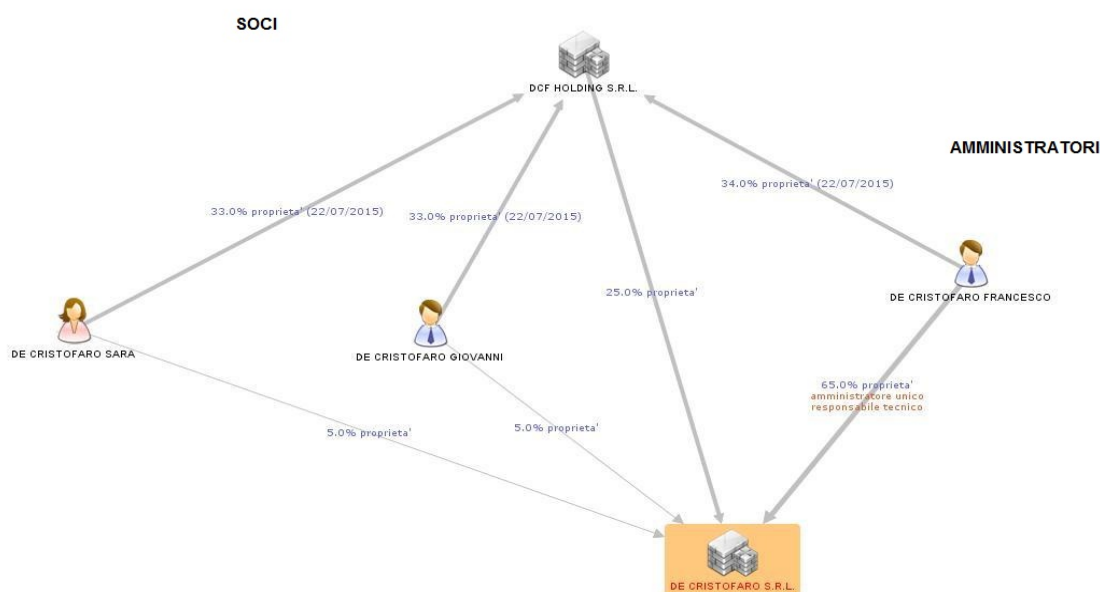 SOCI
DCF HOLDING S.R.L.
AMMINISTRATORI
34.0% proprieta' (22/07/2015)
33.0% proprieta' (22/07/2015)
33.0% proprieta' (22/07/2015)
25.0% proprieta'
DE CRISTOFARO FRANCESCO
DE CRISTOFARO SARA
DE CRISTOFARO GIOVANNI
65.0% proprieta'
amministratore unico
responsabile tecnico
5.0% proprieta'
5.0% proprieta'
DE CRISTOFARO S.R.L.